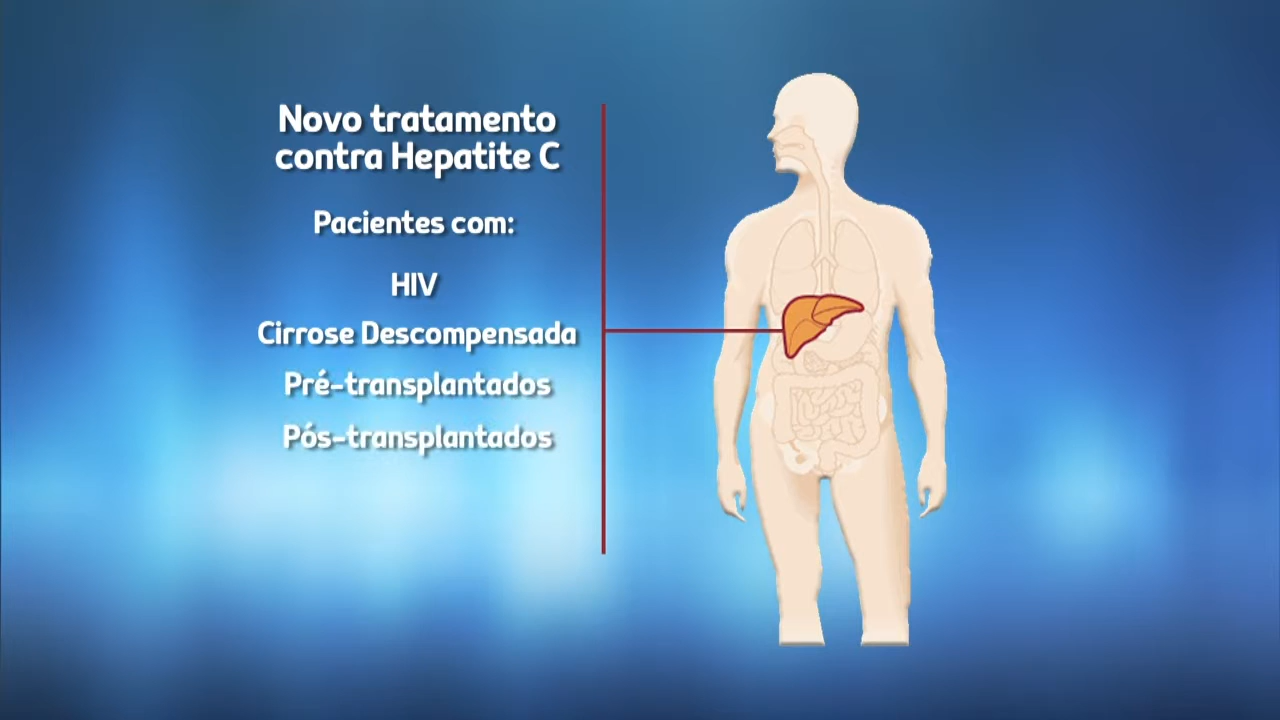 Novo tratamento
contra Hepatite C
Pacientes com:
HIV
Cirrose Descompensada
Pré-transplantados
Pós-transplantados